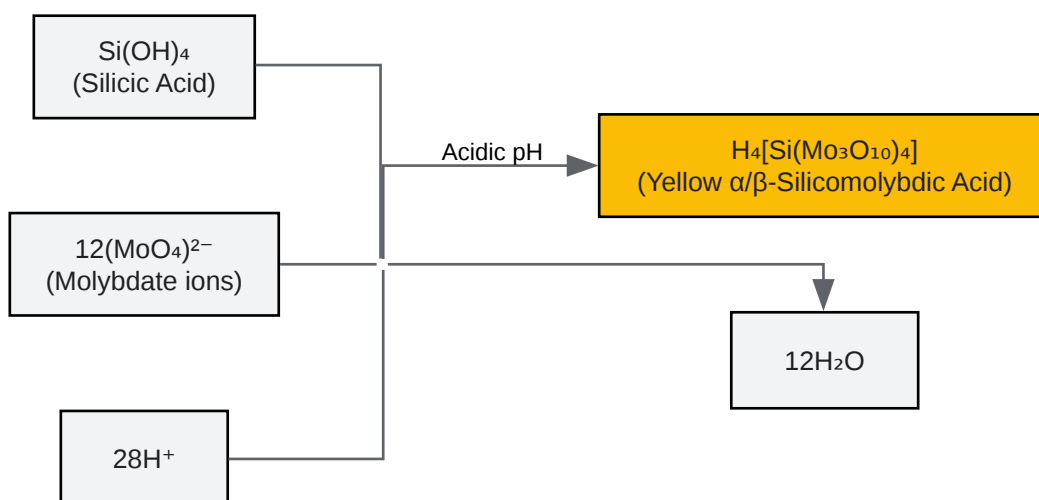 Si(OH)₄
(Silicic Acid)
Acidic pH
H₄[Si(Mo₃O₁₀)₄]
(Yellow α/β-Silicomolybdic Acid)
12(MoO₄)²⁻
(Molybdate ions)
12H₂O
28H⁺